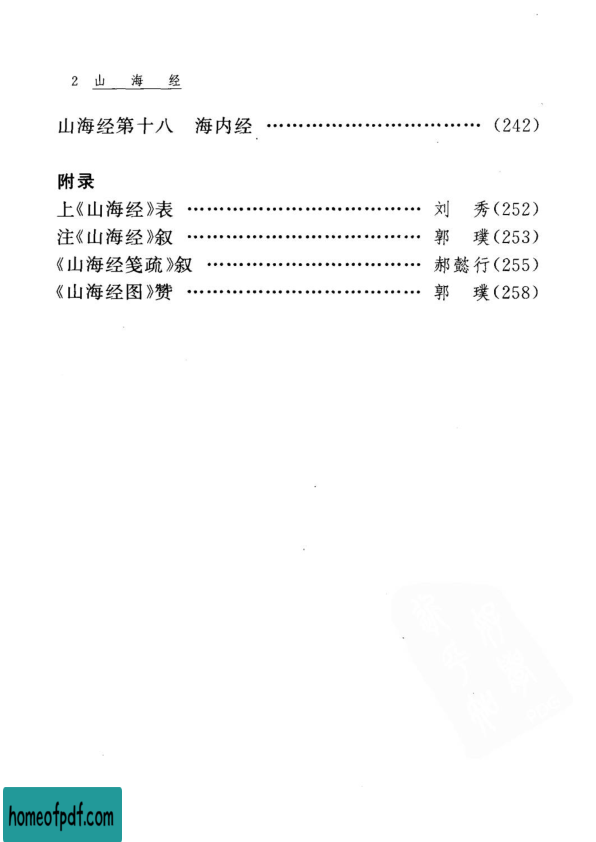 2 山 海 经
山海经第十八 海内经 ………………………………(242)
附录
上《山海经》表 ………………………………… 刘 秀(252)
注《山海经》叙 ………………………………… 郭 璞(253)
《山海经笺疏》叙 ……………………………… 郝懿行(255)
《山海经图》赞 ………………………………… 郭 璞(258)
homeofpdf.com